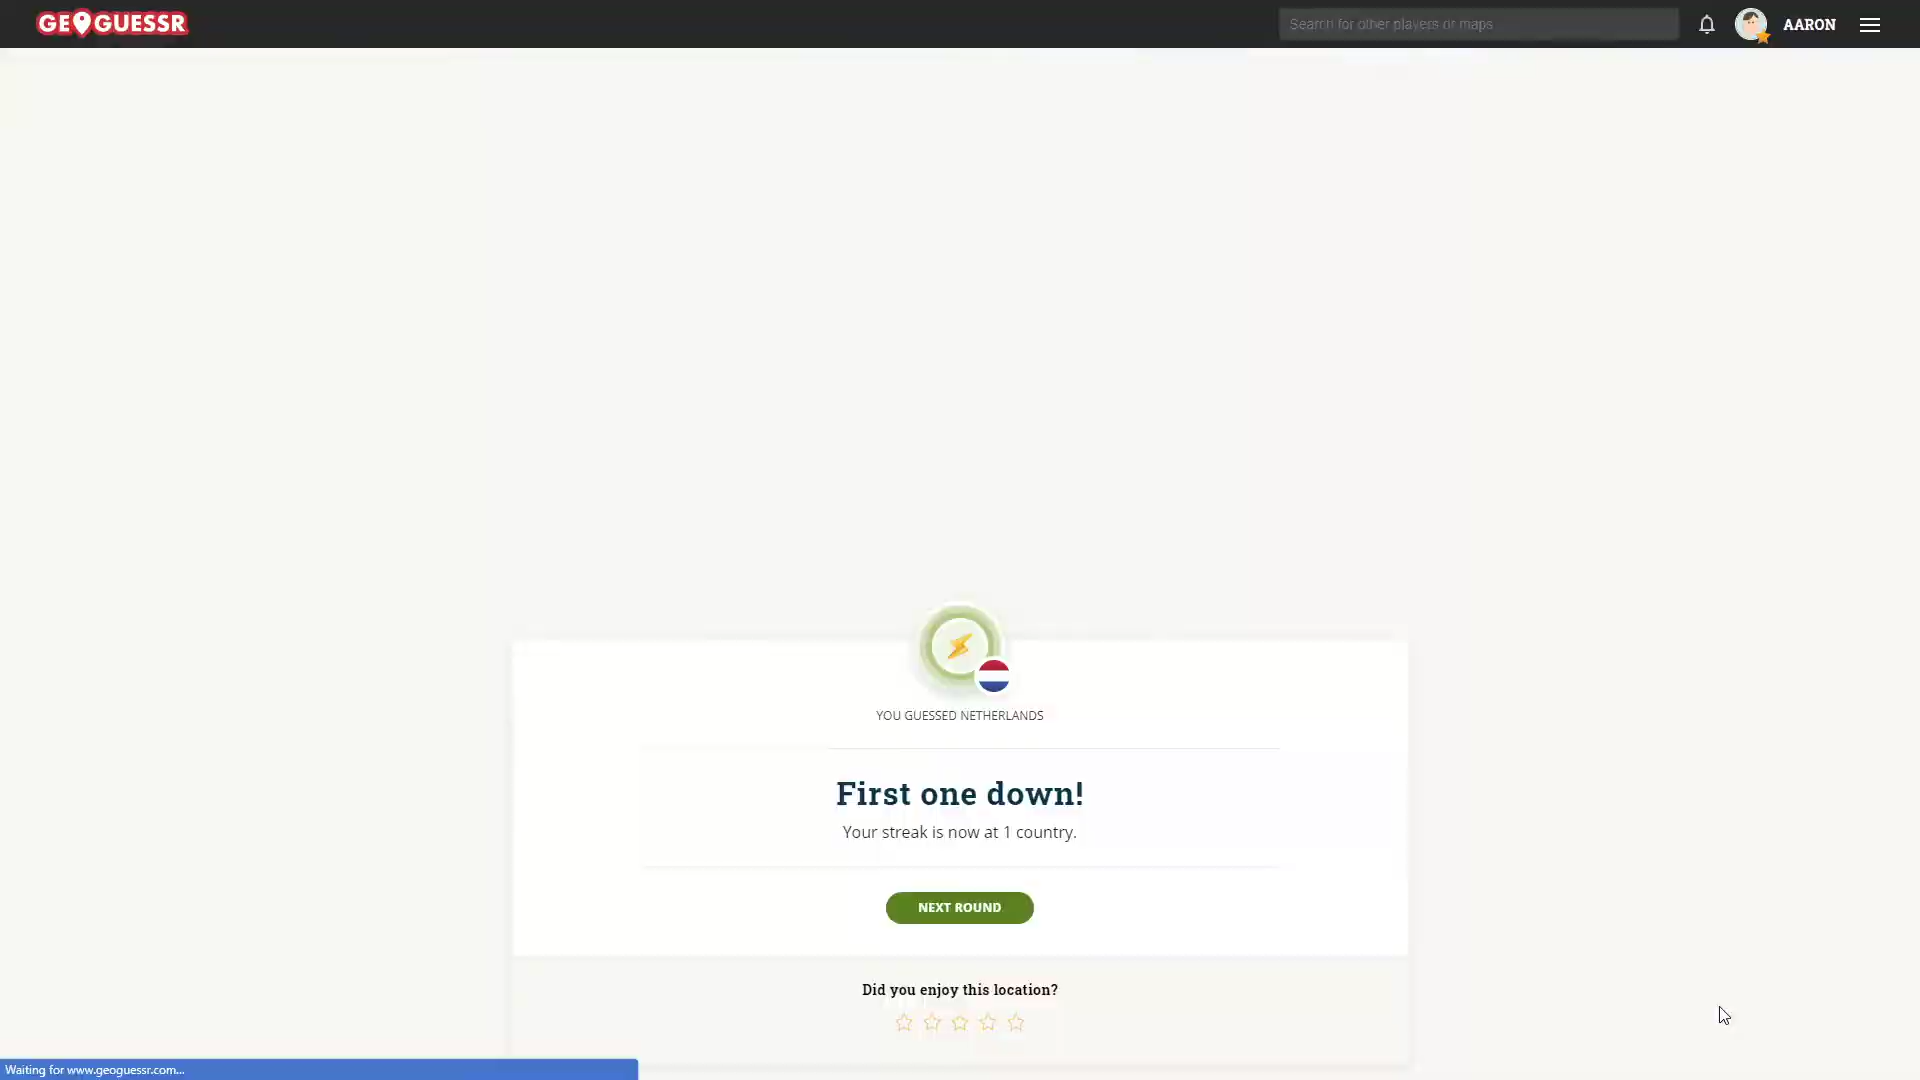 GEOGUESSR
Search for other players or maps
AARON
YOU GUESSED NETHERLANDS
First one down!
Your streak is now at 1 country.
NEXT ROUND
Did you enjoy this location?
Waiting for www.geoguessr.com...